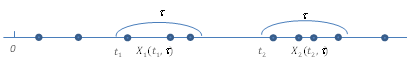 τ τ
0 t₁ X₁(t₁, τ) t₂ X₂(t₂, τ)